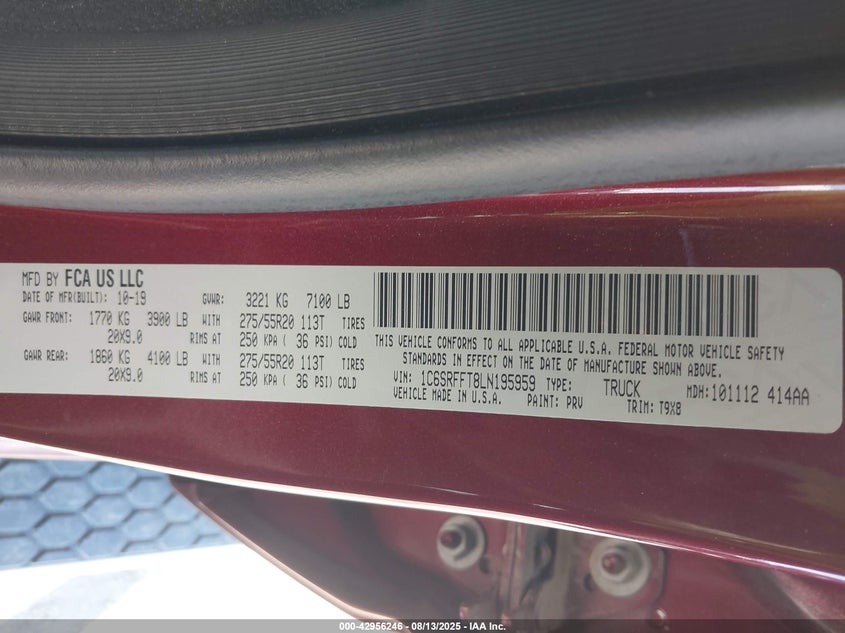 MFD BY FCA US LLC
DATE OF MFR(BUILT): 10-19 GVWR: 3221 KG 7100 LB
GAWR FRONT: 1770 KG 3900 LB WITH 275/55R20 113T TIRES
20X9.0 RIMS AT 250 KPA ( 36 PSI) COLD
GAWR REAR: 1860 KG 4100 LB WITH 275/55R20 113T TIRES
20X9.0 RIMS AT 250 KPA ( 36 PSI) COLD
THIS VEHICLE CONFORMS TO ALL APPLICABLE U.S.A. FEDERAL MOTOR VEHICLE SAFETY
STANDARDS IN EFFECT ON THE DATE OF MANUFACTURE SHOWN ABOVE.
VIN: 1C6SRFFT8LN195959 TYPE: TRUCK MDH: 101112 414AA
VEHICLE MADE IN U.S.A. PAINT: PRV TRIM: T9X8
000-42956246 - 08/13/2025 - IAA Inc.